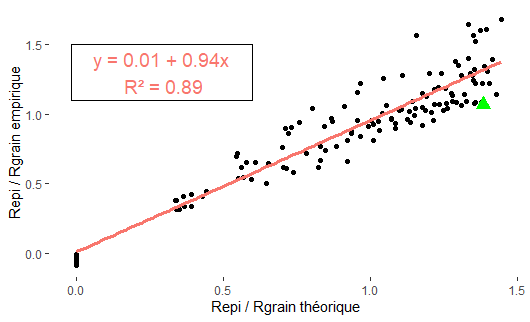 y = 0.01 + 0.94x
R² = 0.89
Repi / Rgrain empirique
1.5
1.0
0.5
0.0
0.0 0.5 1.0 1.5
Repi / Rgrain théorique